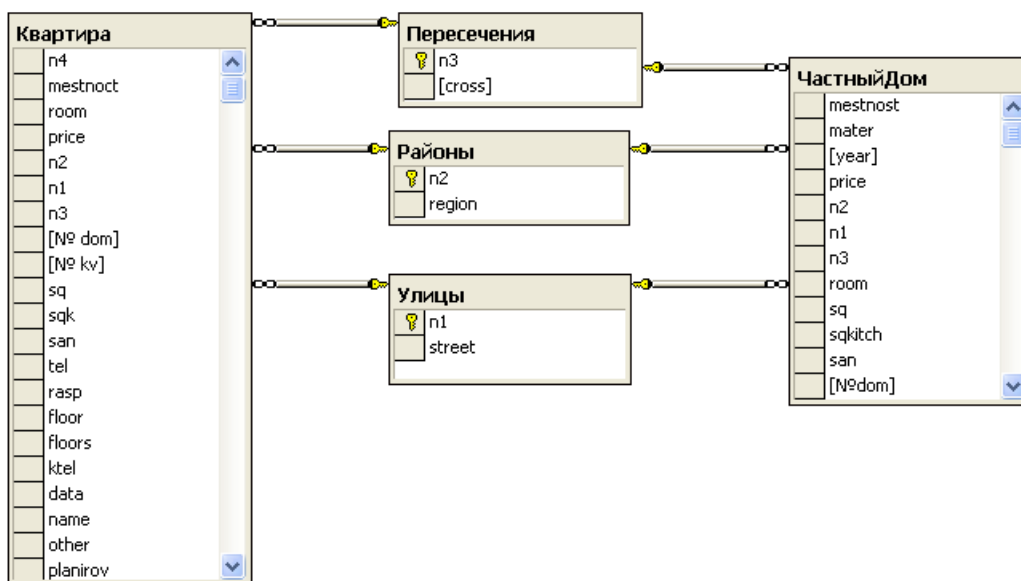 Квартира
n4
mestnoct
room
price
n2
n1
n3
[№ dom]
[№ kv]
sq
sqk
san
tel
rasp
floor
floors
ktel
data
name
other
planirov
Пересечения
n3
[cross]
Районы
n2
region
Улицы
n1
street
ЧастныйДом
mestnost
mater
[year]
price
n2
n1
n3
room
sq
sqkitch
san
[№dom]